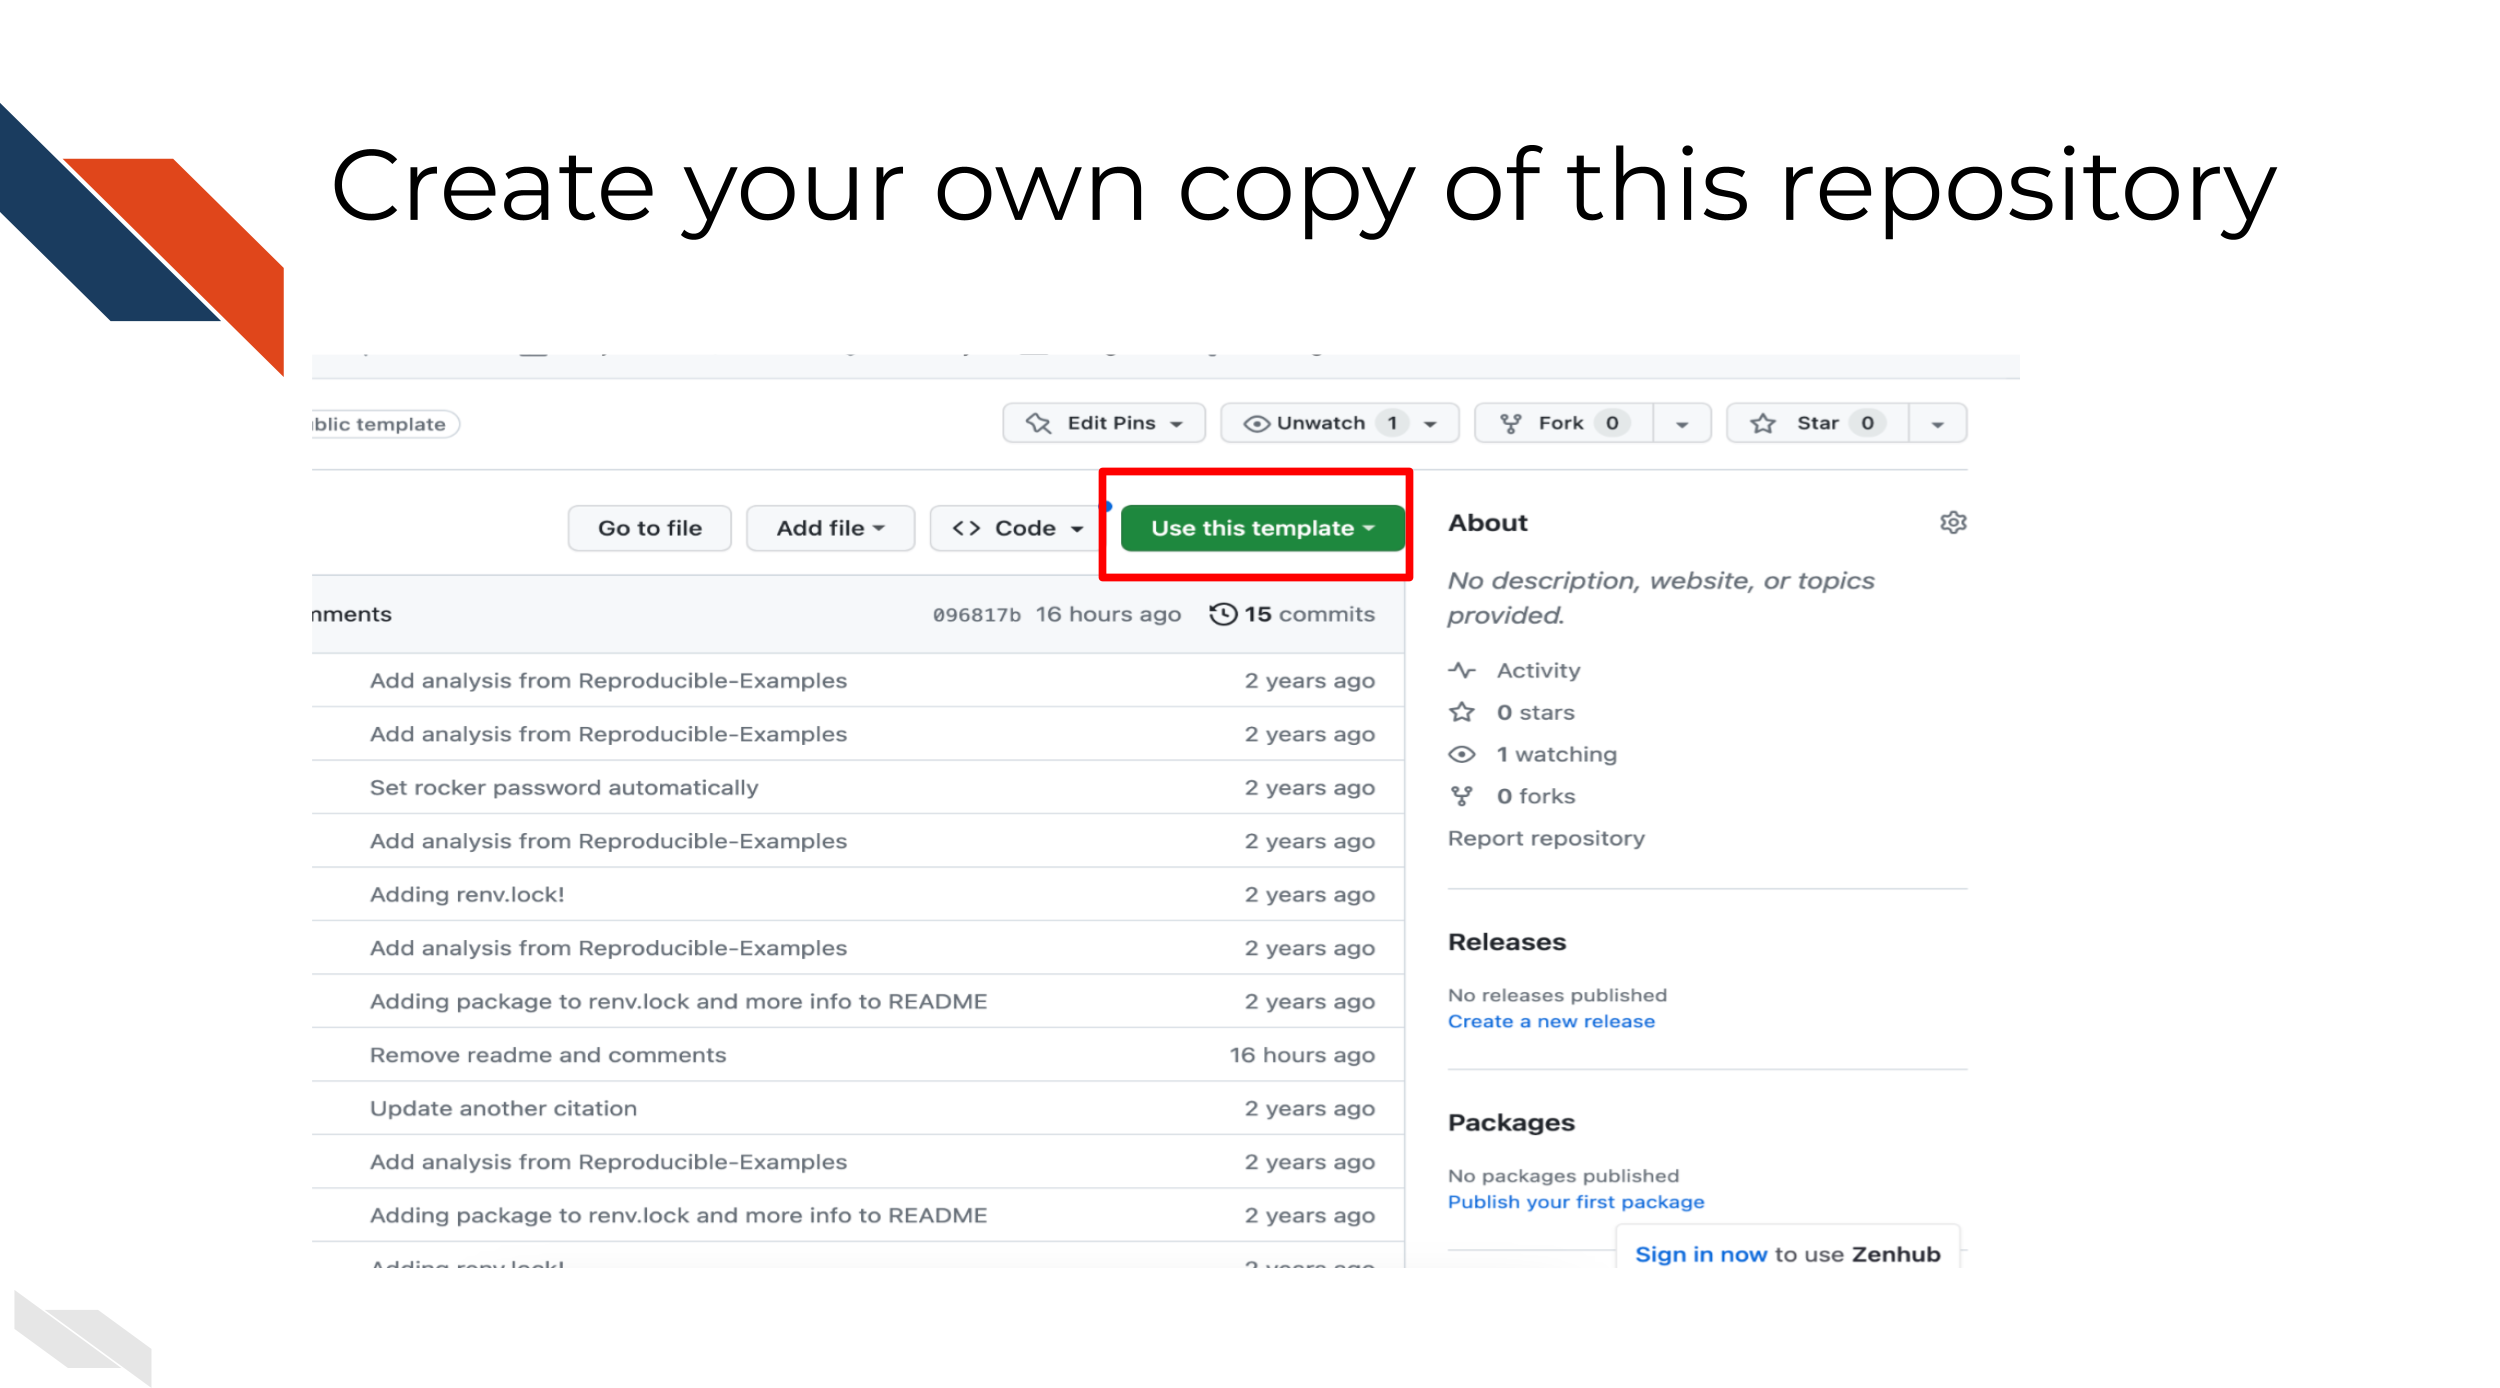 Create your own copy of this repository
blic template
Edit Pins
Unwatch 1
Fork 0
Star 0
Go to file
Add file
<> Code
Use this template
mments
096817b 16 hours ago 15 commits
Add analysis from Reproducible-Examples 2 years ago
Add analysis from Reproducible-Examples 2 years ago
Set rocker password automatically 2 years ago
Add analysis from Reproducible-Examples 2 years ago
Adding renv.lock! 2 years ago
Add analysis from Reproducible-Examples 2 years ago
Adding package to renv.lock and more info to README 2 years ago
Remove readme and comments 16 hours ago
Update another citation 2 years ago
Add analysis from Reproducible-Examples 2 years ago
Adding package to renv.lock and more info to README 2 years ago
Adding renv.lock! 2 years ago
About
No description, website, or topics
provided.
Activity
0 stars
1 watching
0 forks
Report repository
Releases
No releases published
Create a new release
Packages
No packages published
Publish your first package
Sign in now to use Zenhub